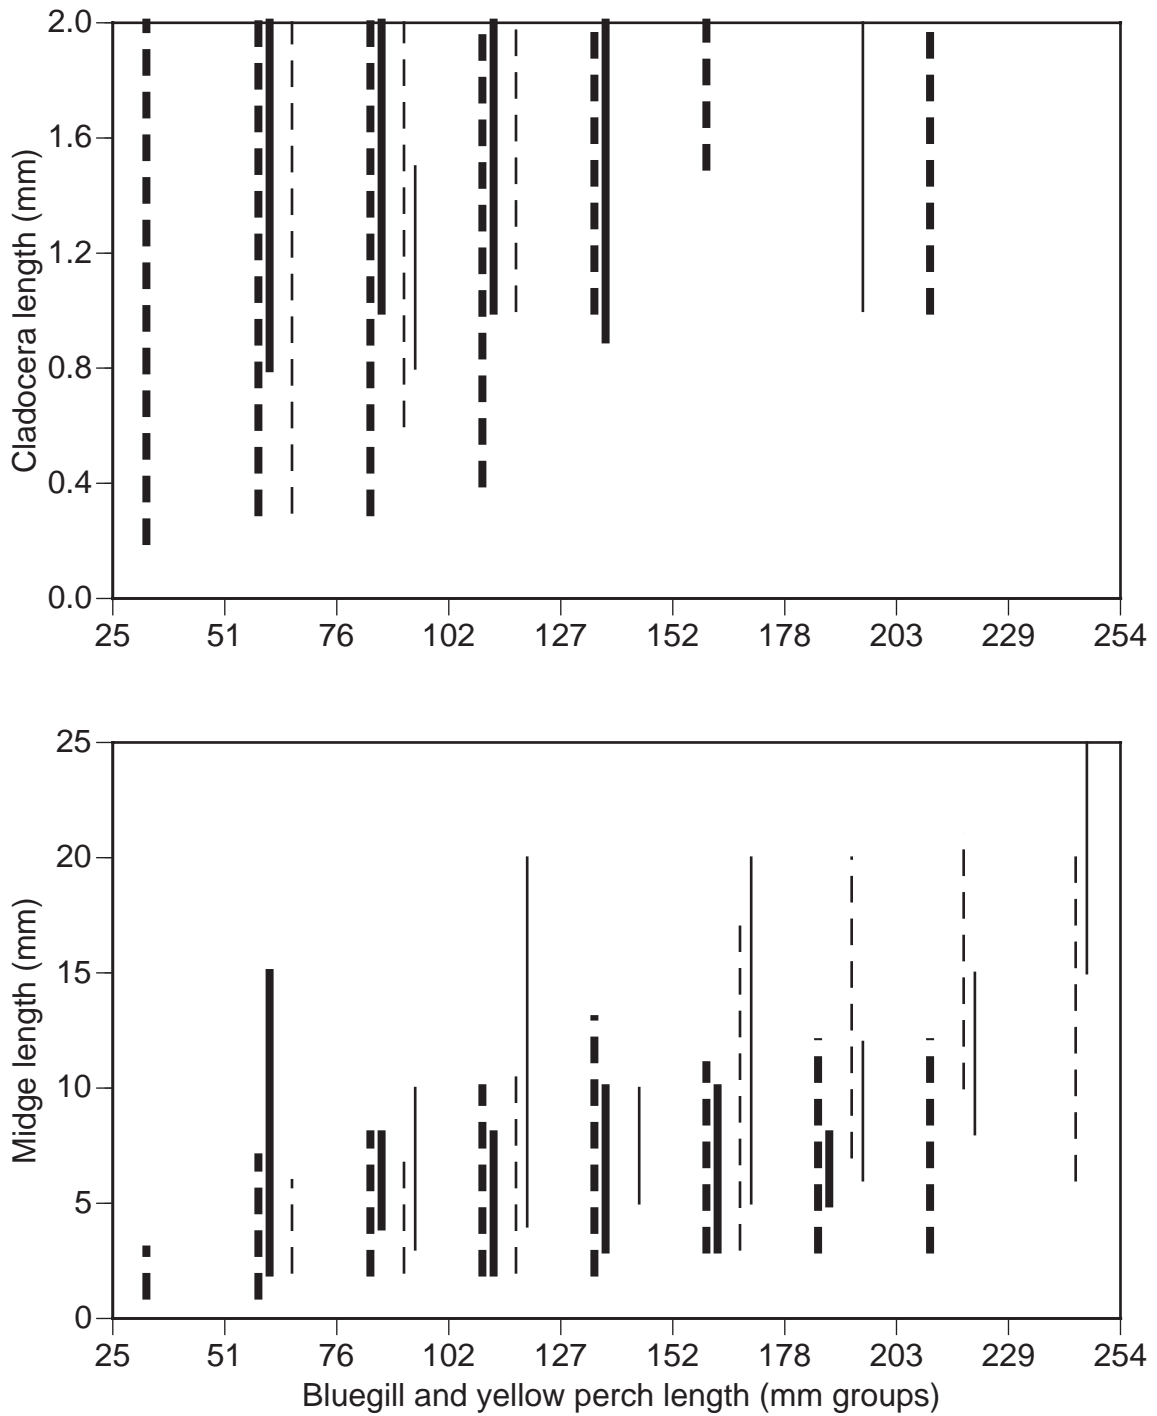 2.0
1.6
1.2
0.8
0.4
0.0
Cladocera length (mm)
25 51 76 102 127 152 178 203 229 254
25
20
15
10
5
0
Midge length (mm)
25 51 76 102 127 152 178 203 229 254
Bluegill and yellow perch length (mm groups)